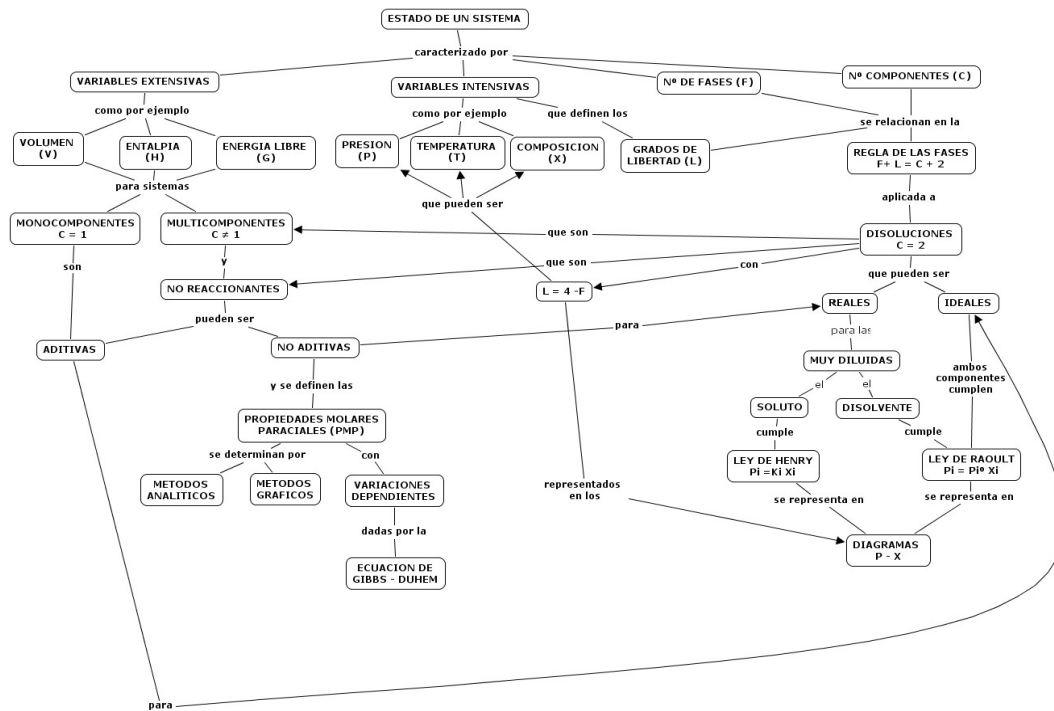 ESTADO DE UN SISTEMA
caracterizado por
VARIABLES EXTENSIVAS
VARIABLES INTENSIVAS
Nº DE FASES (F)
Nº COMPONENTES (C)
como por ejemplo
como por ejemplo
que definen los
se relacionan en la
VOLUMEN
(V)
ENTALPIA
(H)
ENERGIA LIBRE
(G)
PRESION
(P)
TEMPERATURA
(T)
COMPOSICION
(X)
GRADOS DE
LIBERTAD (L)
REGLA DE LAS FASES
F+ L = C + 2
para sistemas
que pueden ser
aplicada a
MONOCOMPONENTES
C = 1
MULTICOMPONENTES
C ≠ 1
que son
DISOLUCIONES
C = 2
son
y
que son
con
que pueden ser
NO REACCIONANTES
L = 4 -F
REALES
IDEALES
pueden ser
para
para las
ADITIVAS
NO ADITIVAS
MUY DILUIDAS
ambos
componentes
cumplen
y se definen las
el
el
SOLUTO
DISOLVENTE
PROPIEDADES MOLARES
PARACIALES (PMP)
cumple
cumple
se determinan por
con
LEY DE HENRY
Pi =Ki Xi
LEY DE RAOULT
Pi = Piº Xi
METODOS
ANALITICOS
METODOS
GRAFICOS
VARIACIONES
DEPENDIENTES
representados
en los
se representa en
se representa en
dadas por la
DIAGRAMAS
P - X
ECUACION DE
GIBBS - DUHEM
para